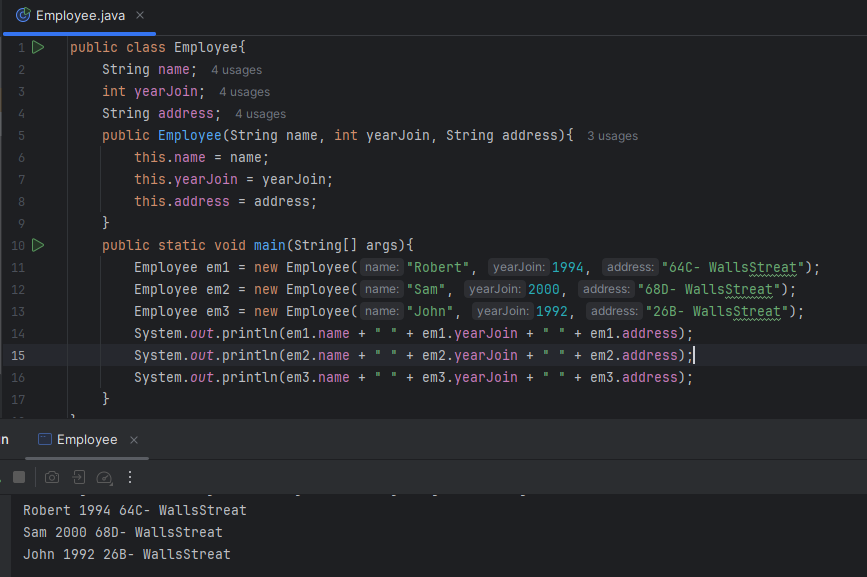 Employee.java
1 public class Employee{
2 String name; 4 usages
3 int yearJoin; 4 usages
4 String address; 4 usages
5 public Employee(String name, int yearJoin, String address){ 3 usages
6 this.name = name;
7 this.yearJoin = yearJoin;
8 this.address = address;
9 }
10 public static void main(String[] args){
11 Employee em1 = new Employee( name: "Robert", yearJoin: 1994, address: "64C- WallsStreat");
12 Employee em2 = new Employee( name: "Sam", yearJoin: 2000, address: "68D- WallsStreat");
13 Employee em3 = new Employee( name: "John", yearJoin: 1992, address: "26B- WallsStreat");
14 System.out.println(em1.name + " " + em1.yearJoin + " " + em1.address);
15 System.out.println(em2.name + " " + em2.yearJoin + " " + em2.address);
16 System.out.println(em3.name + " " + em3.yearJoin + " " + em3.address);
17 }
Employee
Robert 1994 64C- WallsStreat
Sam 2000 68D- WallsStreat
John 1992 26B- WallsStreat